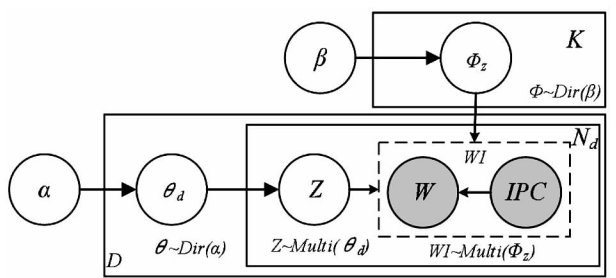 β
Φz
K
Φ~Dir(β)
α
θd
Z
WI
Nd
W
IPC
D
θ~Dir(α)
Z~Multi(θd)
WI~Multi(Φz)